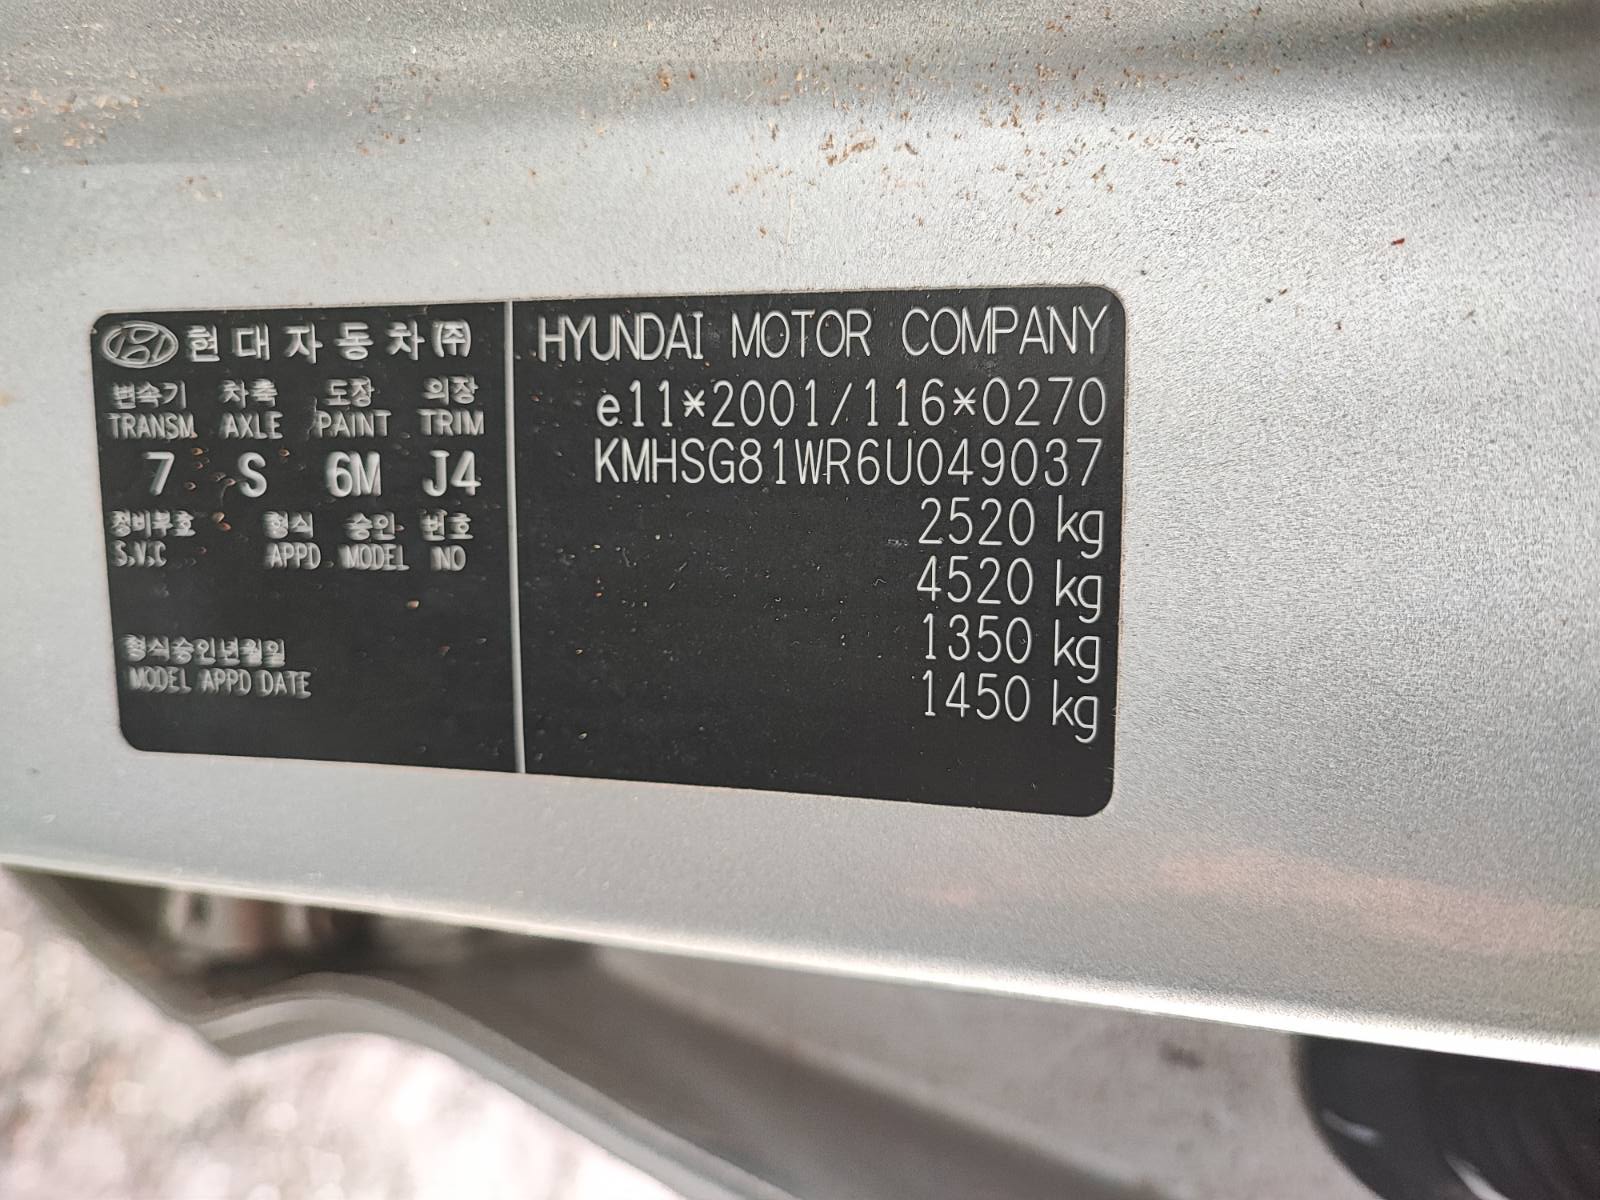 현대자동차(주)
변속기 차축 도장 의장
TRANSM AXLE PAINT TRIM
7 S 6M J4
정비부호 형식 승인 번호
S.V.C APPD MODEL NO
형식승인년월일
MODEL APPD DATE
HYUNDAI MOTOR COMPANY
e11*2001/116*0270
KMHSG81WR6U049037
2520 kg
4520 kg
1350 kg
1450 kg